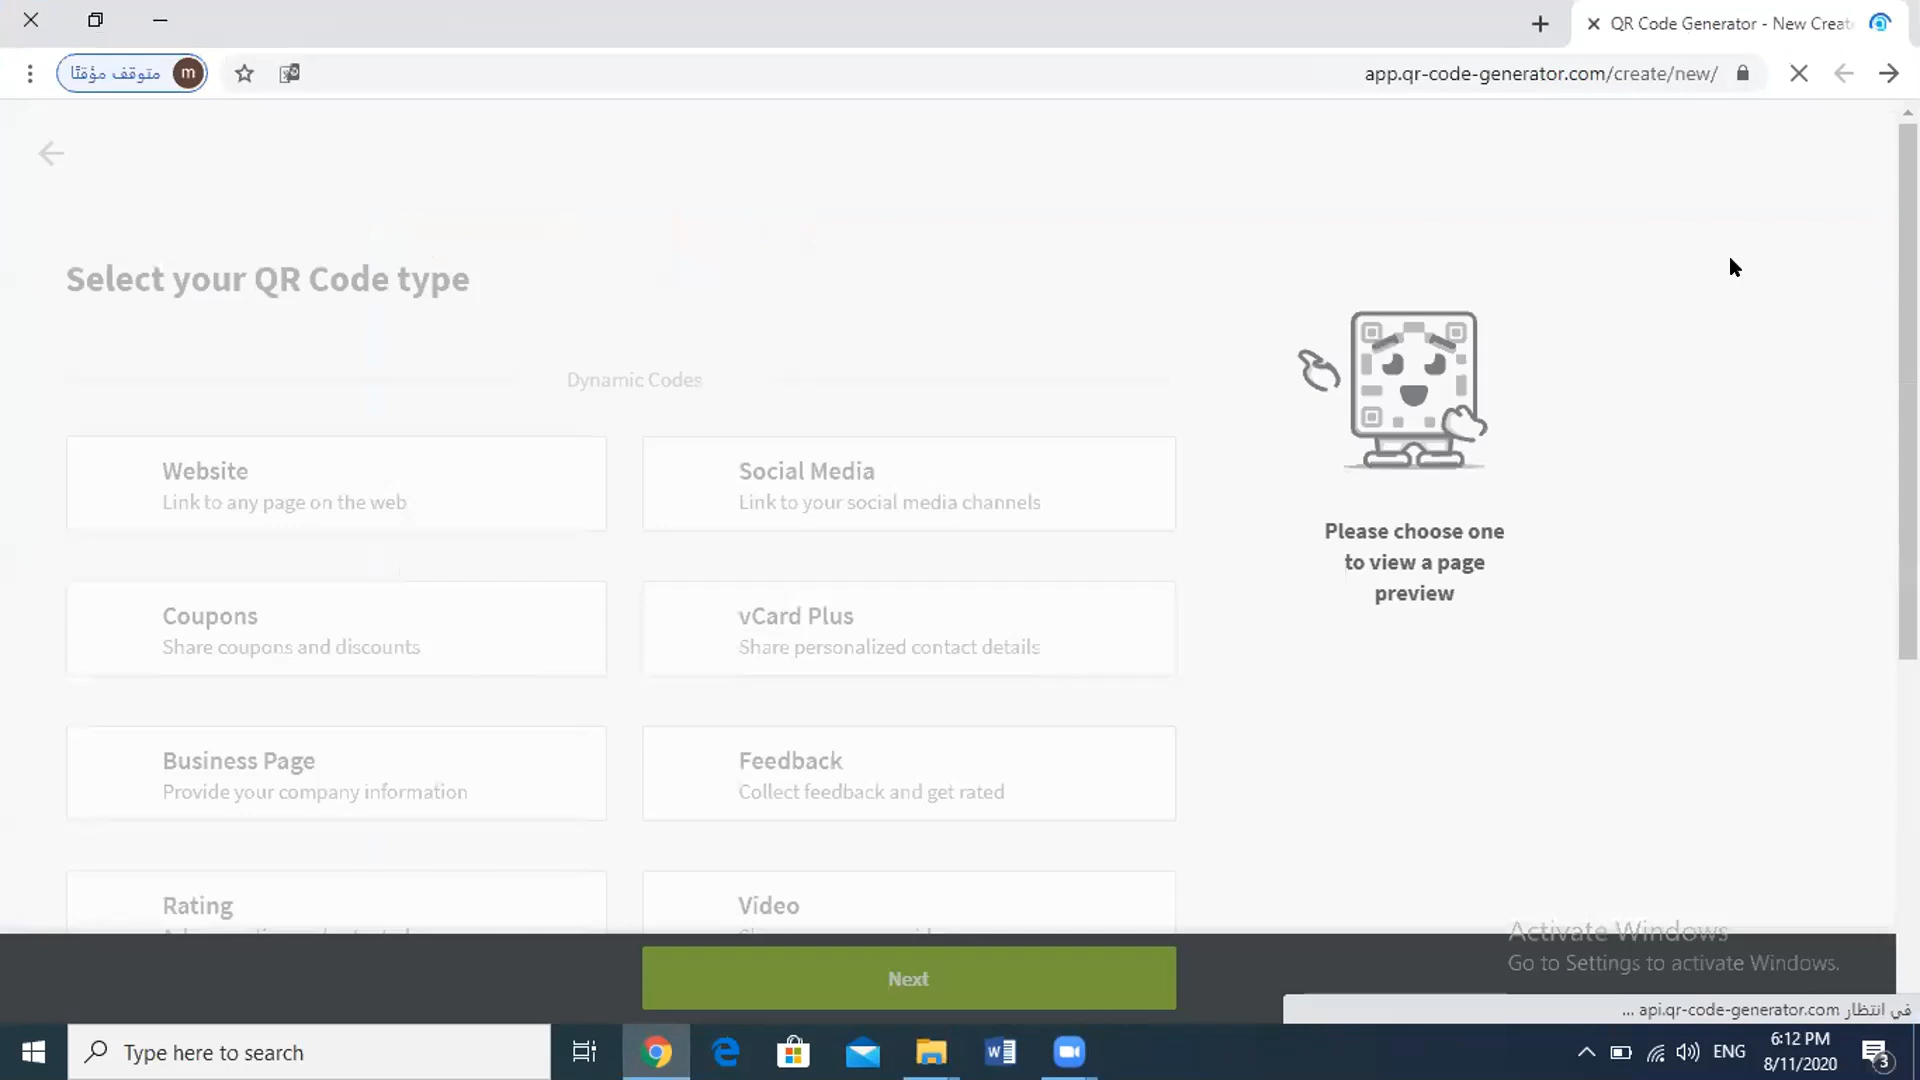 QR Code Generator - New Creat
متوقف مؤقتًا
m
app.qr-code-generator.com/create/new/
Select your QR Code type
Dynamic Codes
Website
Link to any page on the web
Social Media
Link to your social media channels
Coupons
Share coupons and discounts
vCard Plus
Share personalized contact details
Business Page
Provide your company information
Feedback
Collect feedback and get rated
Rating
Video
Please choose one
to view a page
preview
Next
Activate Windows
Go to Settings to activate Windows.
في انتظار api.qr-code-generator.com ...
Type here to search
ENG
6:12 PM
8/11/2020
3